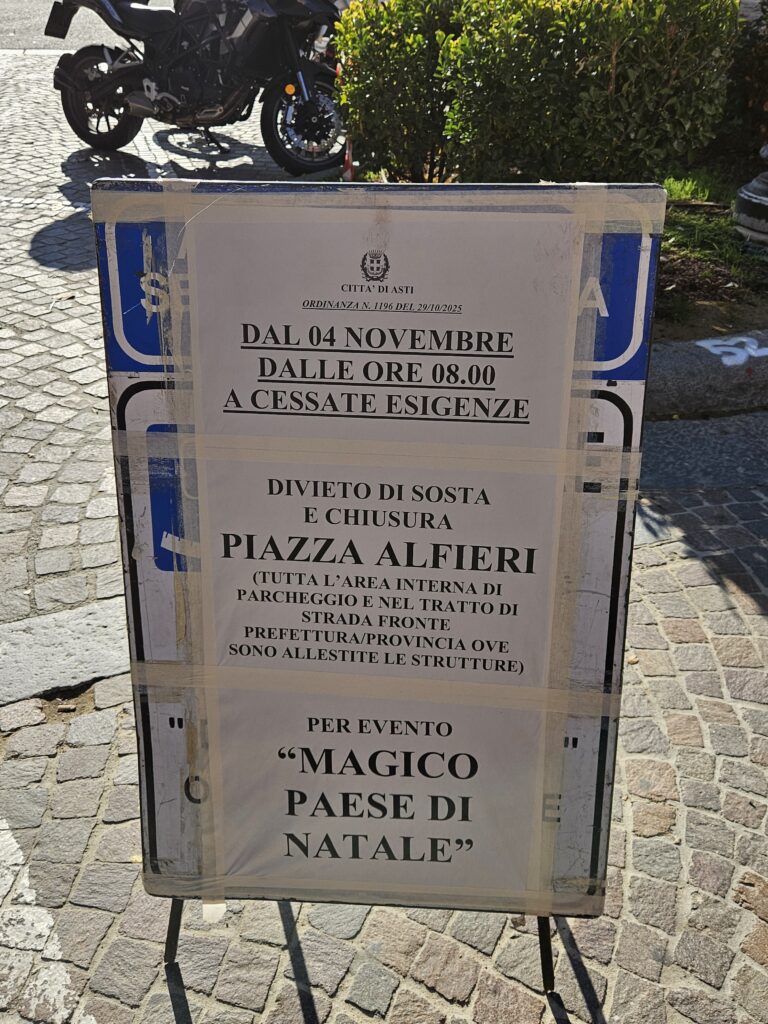 CITTA' DI ASTI
ORDINANZA N. 1196 DEL 29/10/2025
DAL 04 NOVEMBRE
DALLE ORE 08.00
A CESSATE ESIGENZE
DIVIETO DI SOSTA
E CHIUSURA
PIAZZA ALFIERI
(TUTTA L'AREA INTERNA DI
PARCHEGGIO E NEL TRATTO DI
STRADA FRONTE
PREFETTURA/PROVINCIA OVE
SONO ALLESTITE LE STRUTTURE)
PER EVENTO
“MAGICO
PAESE DI
NATALE”